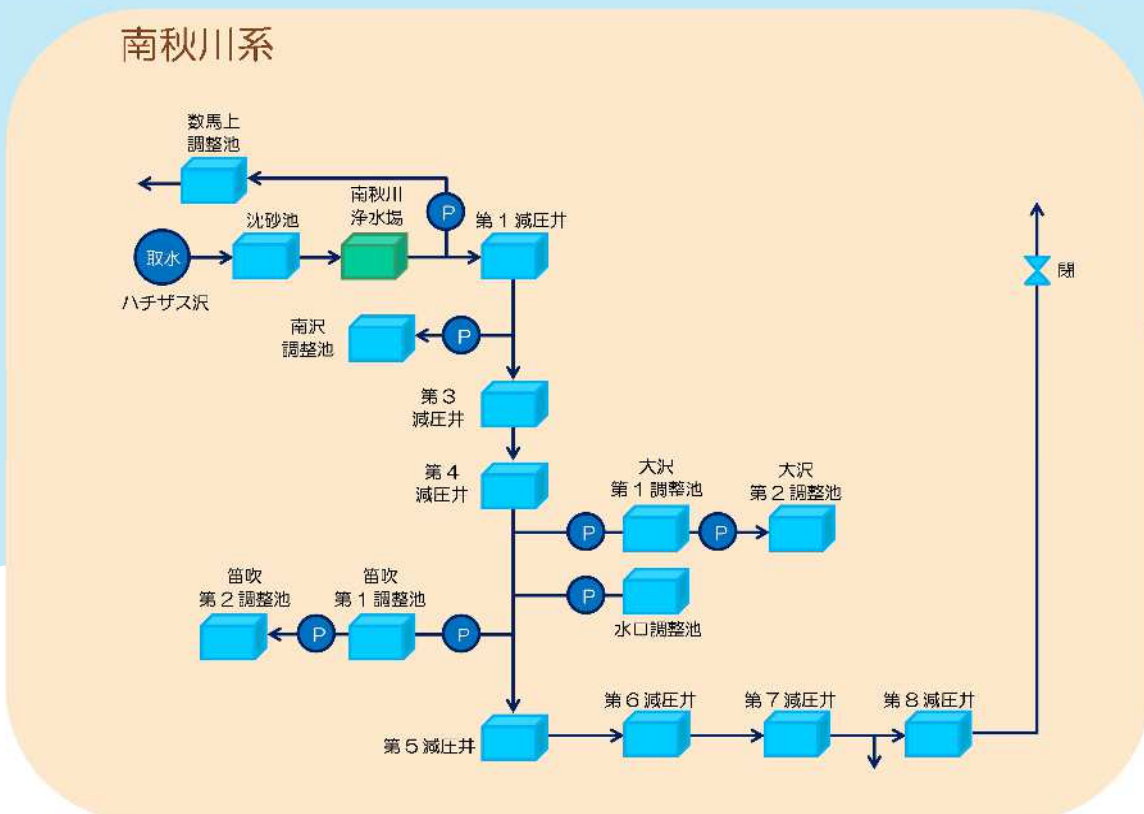 南秋川系
数馬上
調整池
P
南秋川
浄水場
沈砂池
第1減圧井
取水
ハチザス沢
閉
南沢
調整池
P
第3
減圧井
第4
減圧井
大沢
第1調整池
大沢
第2調整池
P
P
笛吹
第2調整池
笛吹
第1調整池
P
水口調整池
P
P
第5減圧井
第6減圧井
第7減圧井
第8減圧井